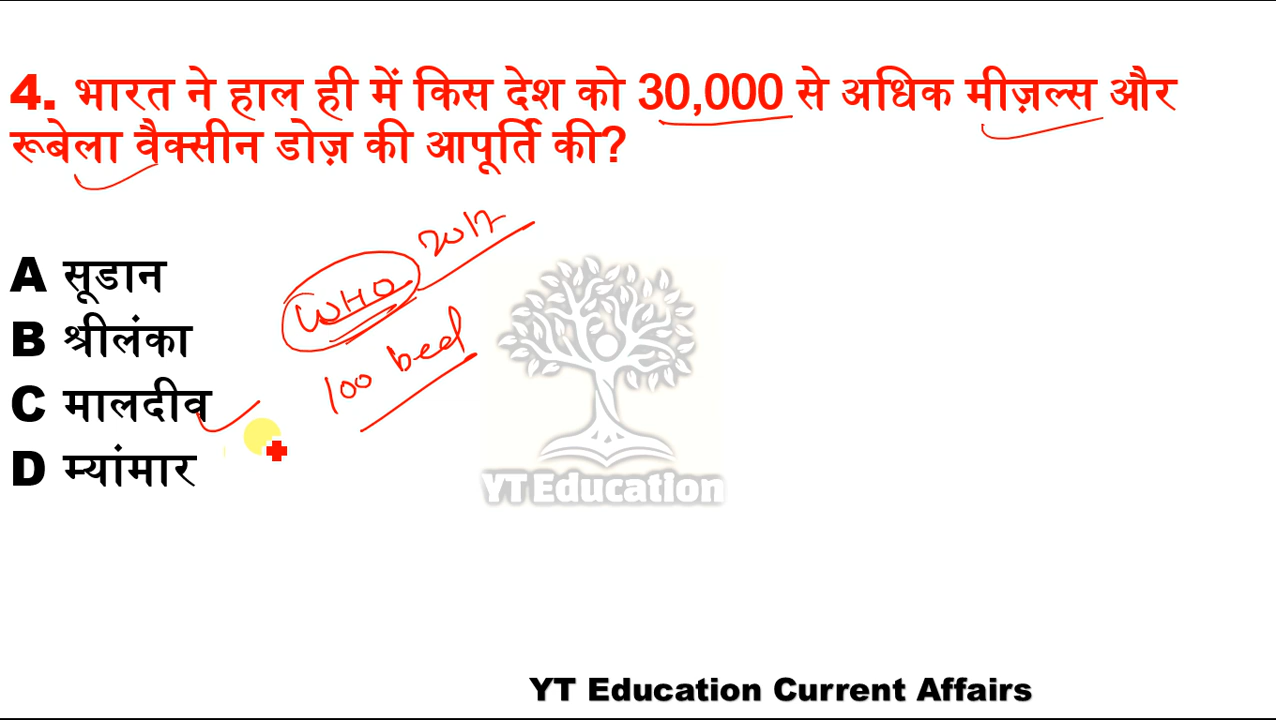 4. भारत ने हाल ही में किस देश को 30,000 से अधिक मीज़ल्स और
रूबेला वैक्सीन डोज़ की आपूर्ति की?
A सूडान
B श्रीलंका
C मालदीव
D म्यांमार
2017
WHO
100 bed
YT Education
YT Education Current Affairs